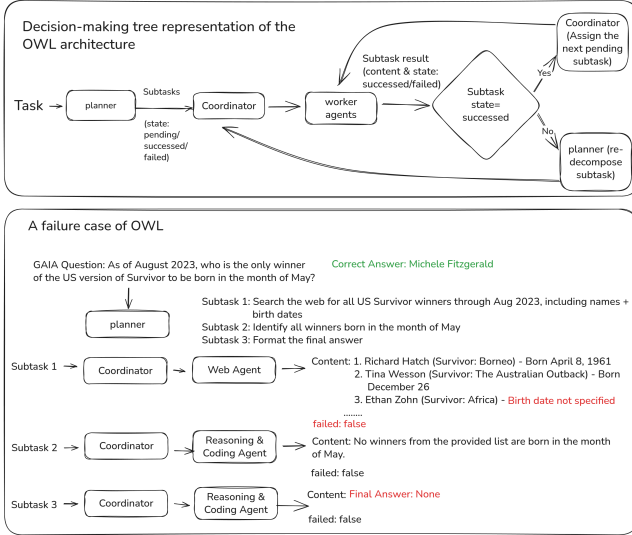 Decision-making tree representation of the
OWL architecture
Task
planner
Subtasks
(state:
pending/
successed/
failed)
Coordinator
worker
agents
Subtask result
(content & state:
successed/failed)
Subtask
state=
successed
Yes
No
Coordinator
(Assign the
next pending
subtask)
planner (re-
decompose
subtask)
A failure case of OWL
GAIA Question: As of August 2023, who is the only winner
of the US version of Survivor to be born in the month of May?
Correct Answer: Michele Fitzgerald
planner
Subtask 1: Search the web for all US Survivor winners through Aug 2023, including names +
birth dates
Subtask 2: Identify all winners born in the month of May
Subtask 3: Format the final answer
Subtask 1
Coordinator
Web Agent
Content: 1. Richard Hatch (Survivor: Borneo) - Born April 8, 1961
2. Tina Wesson (Survivor: The Australian Outback) - Born
December 26
3. Ethan Zohn (Survivor: Africa) - Birth date not specified
........
failed: false
Subtask 2
Coordinator
Reasoning &
Coding Agent
Content: No winners from the provided list are born in the month
of May.
failed: false
Subtask 3
Coordinator
Reasoning &
Coding Agent
Content: Final Answer: None
failed: false